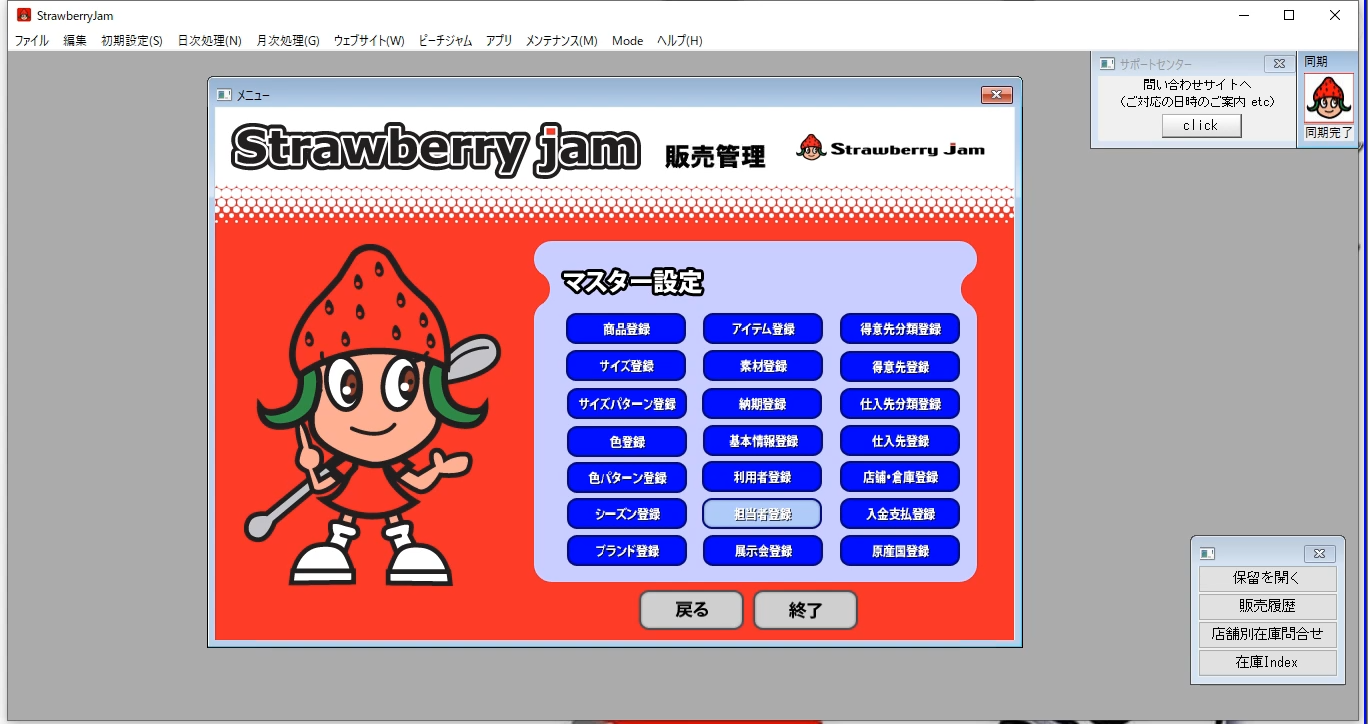 StrawberryJam
ファイル 編集 初期設定(S) 日次処理(N) 月次処理(G) ウェブサイト(W) ピーチジャム アプリ メンテナンス(M) Mode ヘルプ(H)
サポートセンター
問い合わせサイトへ
(ご対応の日時のご案内 etc)
click
同期
同期完了
メニュー
Strawberry jam 販売管理 Strawberry Jam
マスター設定
商品登録 アイテム登録 得意先分類登録
サイズ登録 素材登録 得意先登録
サイズパターン登録 納期登録 仕入先分類登録
色登録 基本情報登録 仕入先登録
色パターン登録 利用者登録 店舗・倉庫登録
シーズン登録 担当者登録 入金支払登録
ブランド登録 展示会登録 原産国登録
戻る 終了
保留を開く
販売履歴
店舗別在庫問合せ
在庫Index